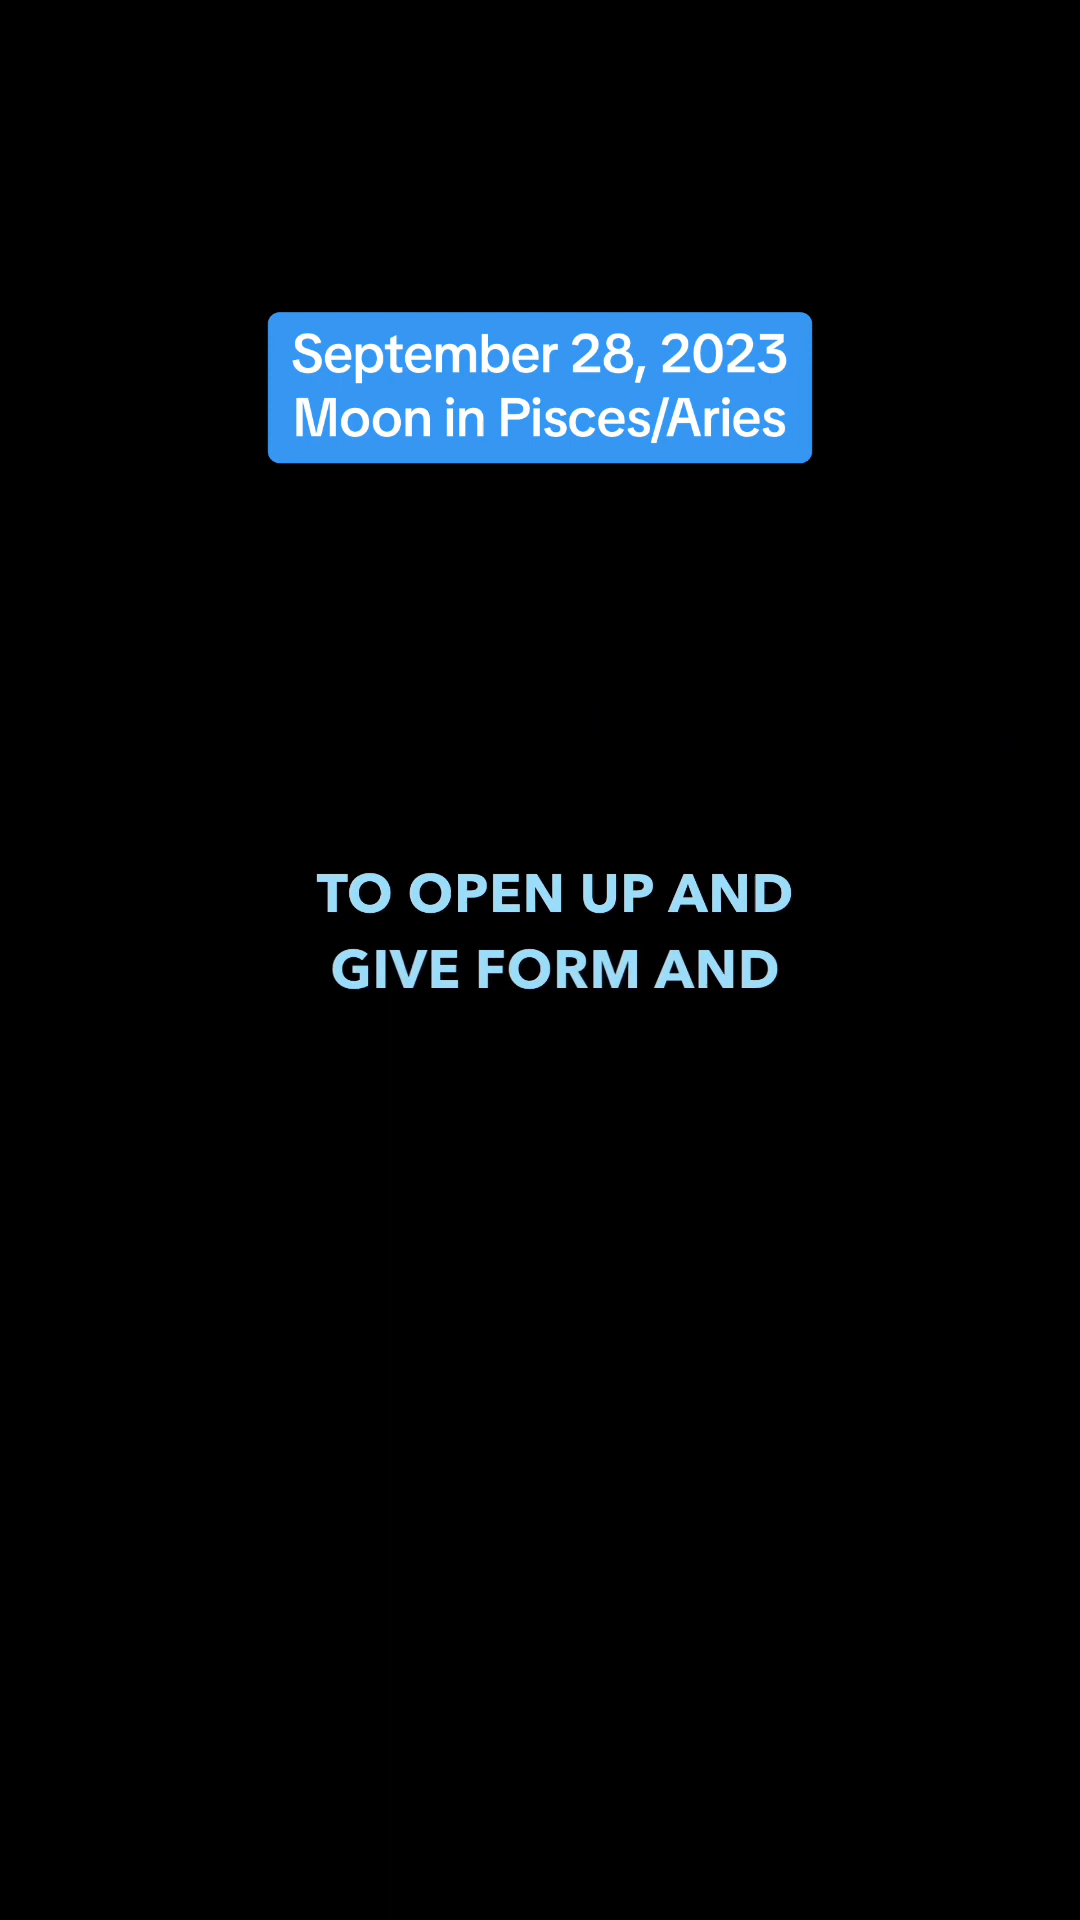 September 28, 2023
Moon in Pisces/Aries
TO OPEN UP AND
GIVE FORM AND